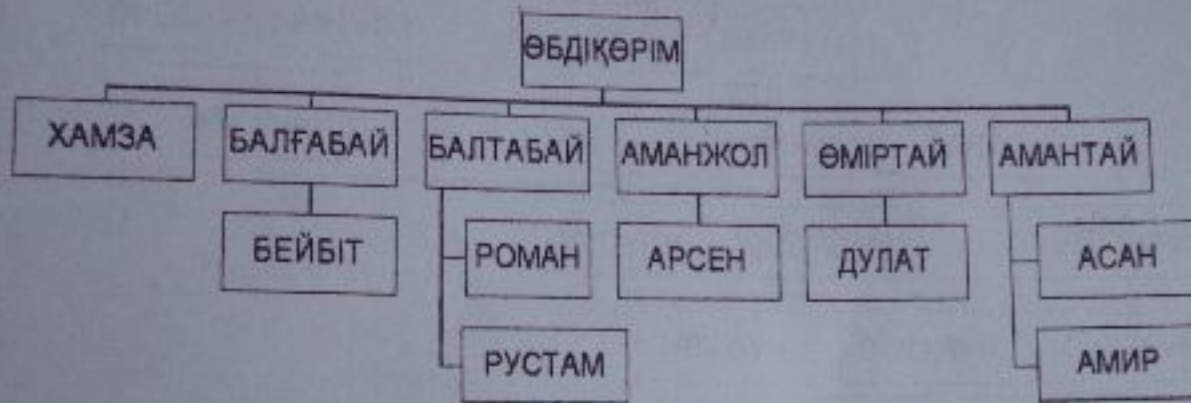 ӨБДІҚӨРІМ
ХАМЗА БАЛҒАБАЙ БАЛТАБАЙ АМАНЖОЛ ӨМІРТАЙ АМАНТАЙ
БЕЙБІТ РОМАН АРСЕН ДУЛАТ АСАН
РУСТАМ АМИР